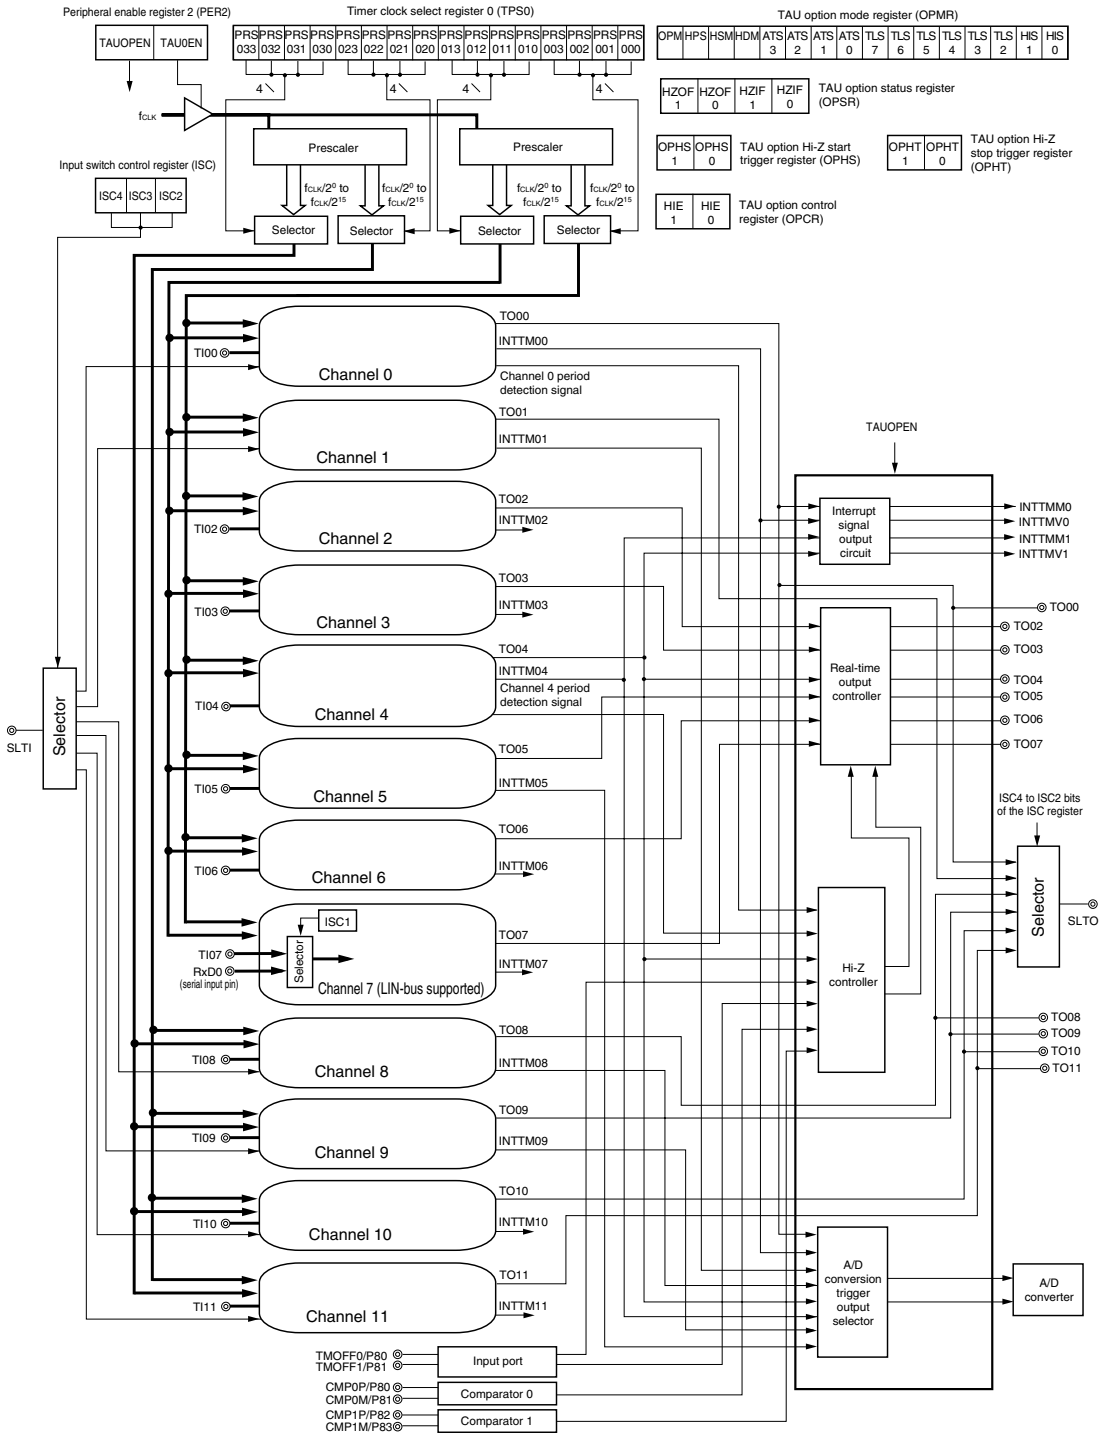 Peripheral enable register 2 (PER2)
TAUOPEN TAU0EN
Timer clock select register 0 (TPS0)
PRS PRS PRS PRS PRS PRS PRS PRS PRS PRS PRS PRS PRS PRS PRS PRS
033 032 031 030 023 022 021 020 013 012 011 010 003 002 001 000
TAU option mode register (OPMR)
OPM HPS HSM HDM ATS ATS ATS ATS TLS TLS TLS TLS TLS TLS HIS HIS
3 2 1 0 7 6 5 4 3 2 1 0
4 4 4 4
HZOF HZOF HZIF HZIF
1 0 1 0
TAU option status register
(OPSR)
fCLK
Prescaler
Prescaler
OPHS OPHS
1 0
TAU option Hi-Z start
trigger register (OPHS)
OPHT OPHT
1 0
TAU option Hi-Z
stop trigger register
(OPHT)
Input switch control register (ISC)
ISC4 ISC3 ISC2
fCLK/2⁰ to
fCLK/2¹⁵
fCLK/2⁰ to
fCLK/2¹⁵
fCLK/2⁰ to
fCLK/2¹⁵
fCLK/2⁰ to
fCLK/2¹⁵
HIE HIE
1 0
TAU option control
register (OPCR)
Selector
Selector
Selector
Selector
TO00
INTTM00
TI00
Channel 0
Channel 0 period
detection signal
TO01
INTTM01
Channel 1
TAUOPEN
TO02
INTTM02
TI02
Channel 2
Interrupt
signal
output
circuit
INTTMM0
INTTMV0
INTTMM1
INTTMV1
TO03
INTTM03
TI03
Channel 3
TO00
TO02
TO03
TO04
TO05
TO06
TO07
Real-time
output
controller
TO04
INTTM04
Channel 4 period
detection signal
TI04
Channel 4
SLTI
Selector
TO05
INTTM05
TI05
Channel 5
ISC4 to ISC2 bits
of the ISC register
TO06
INTTM06
TI06
Channel 6
Selector
SLTO
ISC1
TO07
INTTM07
TI07
RxD0
(serial input pin)
Selector
Channel 7 (LIN-bus supported)
Hi-Z
controller
TO08
INTTM08
TI08
Channel 8
TO08
TO09
TO10
TO11
TO09
INTTM09
TI09
Channel 9
TO10
INTTM10
TI10
Channel 10
TO11
INTTM11
TI11
Channel 11
A/D
conversion
trigger
output
selector
A/D
converter
TMOFF0/P80
TMOFF1/P81
Input port
CMP0P/P80
CMP0M/P81
Comparator 0
CMP1P/P82
CMP1M/P83
Comparator 1